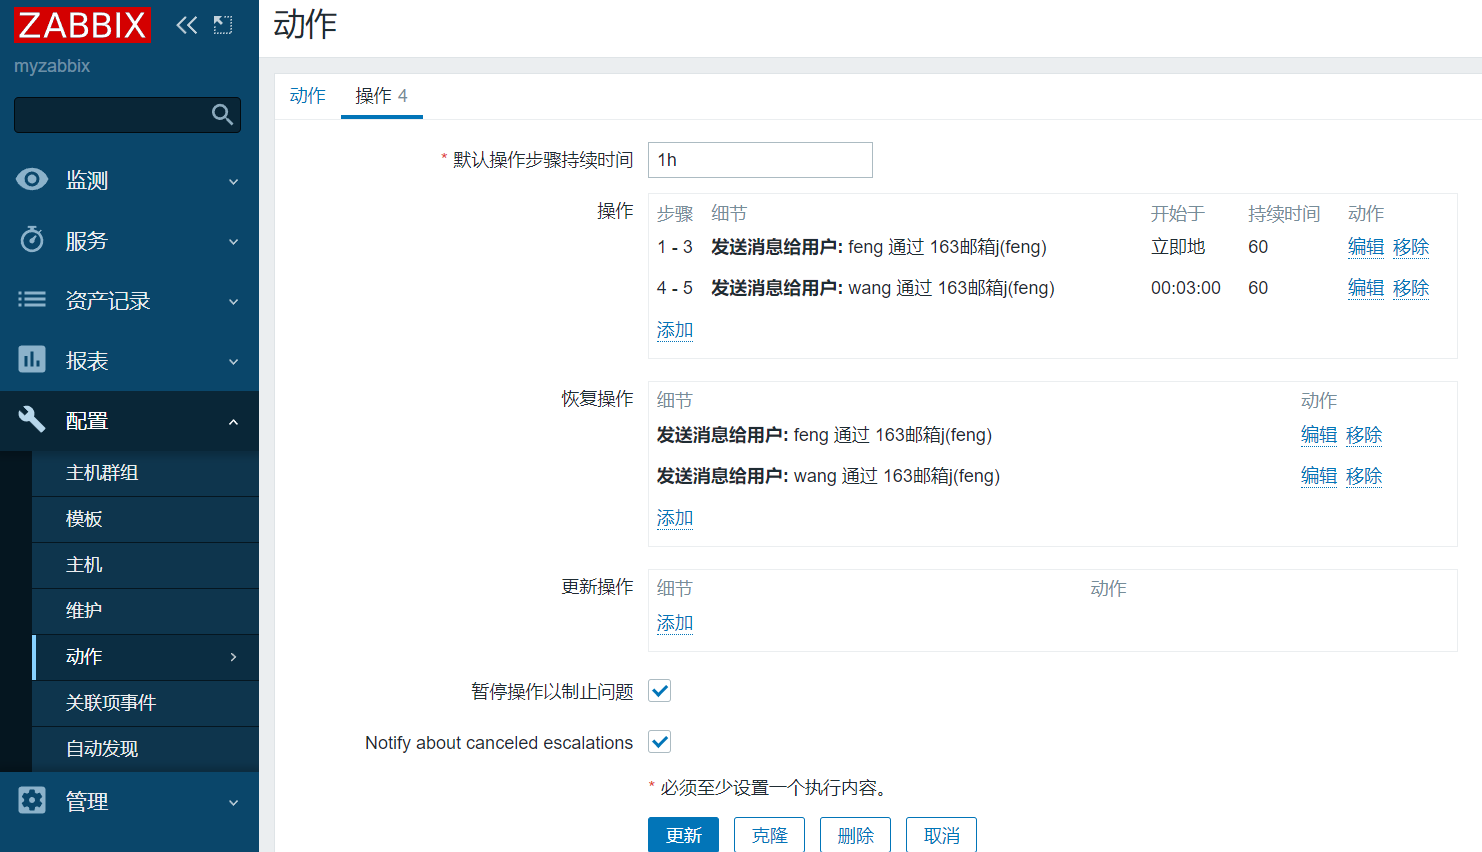 ZABBIX
myzabbix
监测
服务
资产记录
报表
配置
主机群组
模板
主机
维护
动作
关联项事件
自动发现
管理
动作
动作 操作 4
* 默认操作步骤持续时间 1h
操作 步骤 细节 开始于 持续时间 动作
1 - 3 发送消息给用户: feng 通过 163邮箱j(feng) 立即地 60 编辑 移除
4 - 5 发送消息给用户: wang 通过 163邮箱j(feng) 00:03:00 60 编辑 移除
添加
恢复操作 细节 动作
发送消息给用户: feng 通过 163邮箱j(feng) 编辑 移除
发送消息给用户: wang 通过 163邮箱j(feng) 编辑 移除
添加
更新操作 细节 动作
添加
暂停操作以制止问题
Notify about canceled escalations
* 必须至少设置一个执行内容。
更新 克隆 删除 取消